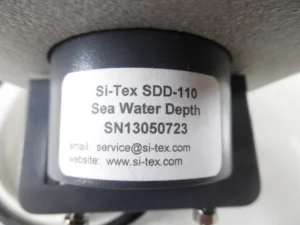 Si-Tex SDD-110
Sea Water Depth
SN13050723
email: service@si-tex.com
website: www.si-tex.com